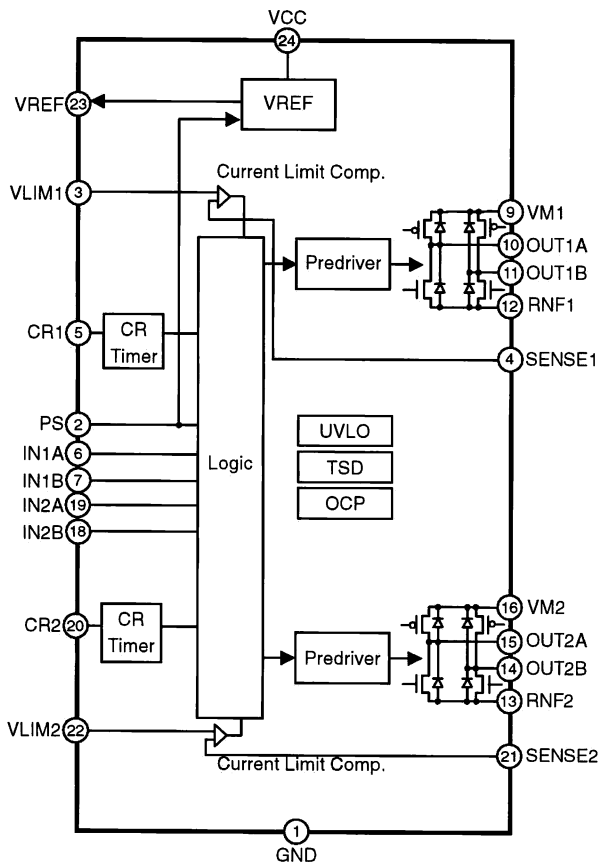 VCC
24
VREF 23
VREF
Current Limit Comp.
VLIM1 3
9 VM1
10 OUT1A
Predriver
11 OUT1B
12 RNF1
CR1 5
CR
Timer
4 SENSE1
PS 2
UVLO
IN1A 6
Logic
TSD
IN1B 7
IN2A 19
OCP
IN2B 18
CR2 20
CR
Timer
16 VM2
15 OUT2A
Predriver
14 OUT2B
13 RNF2
VLIM2 22
21 SENSE2
Current Limit Comp.
1
GND